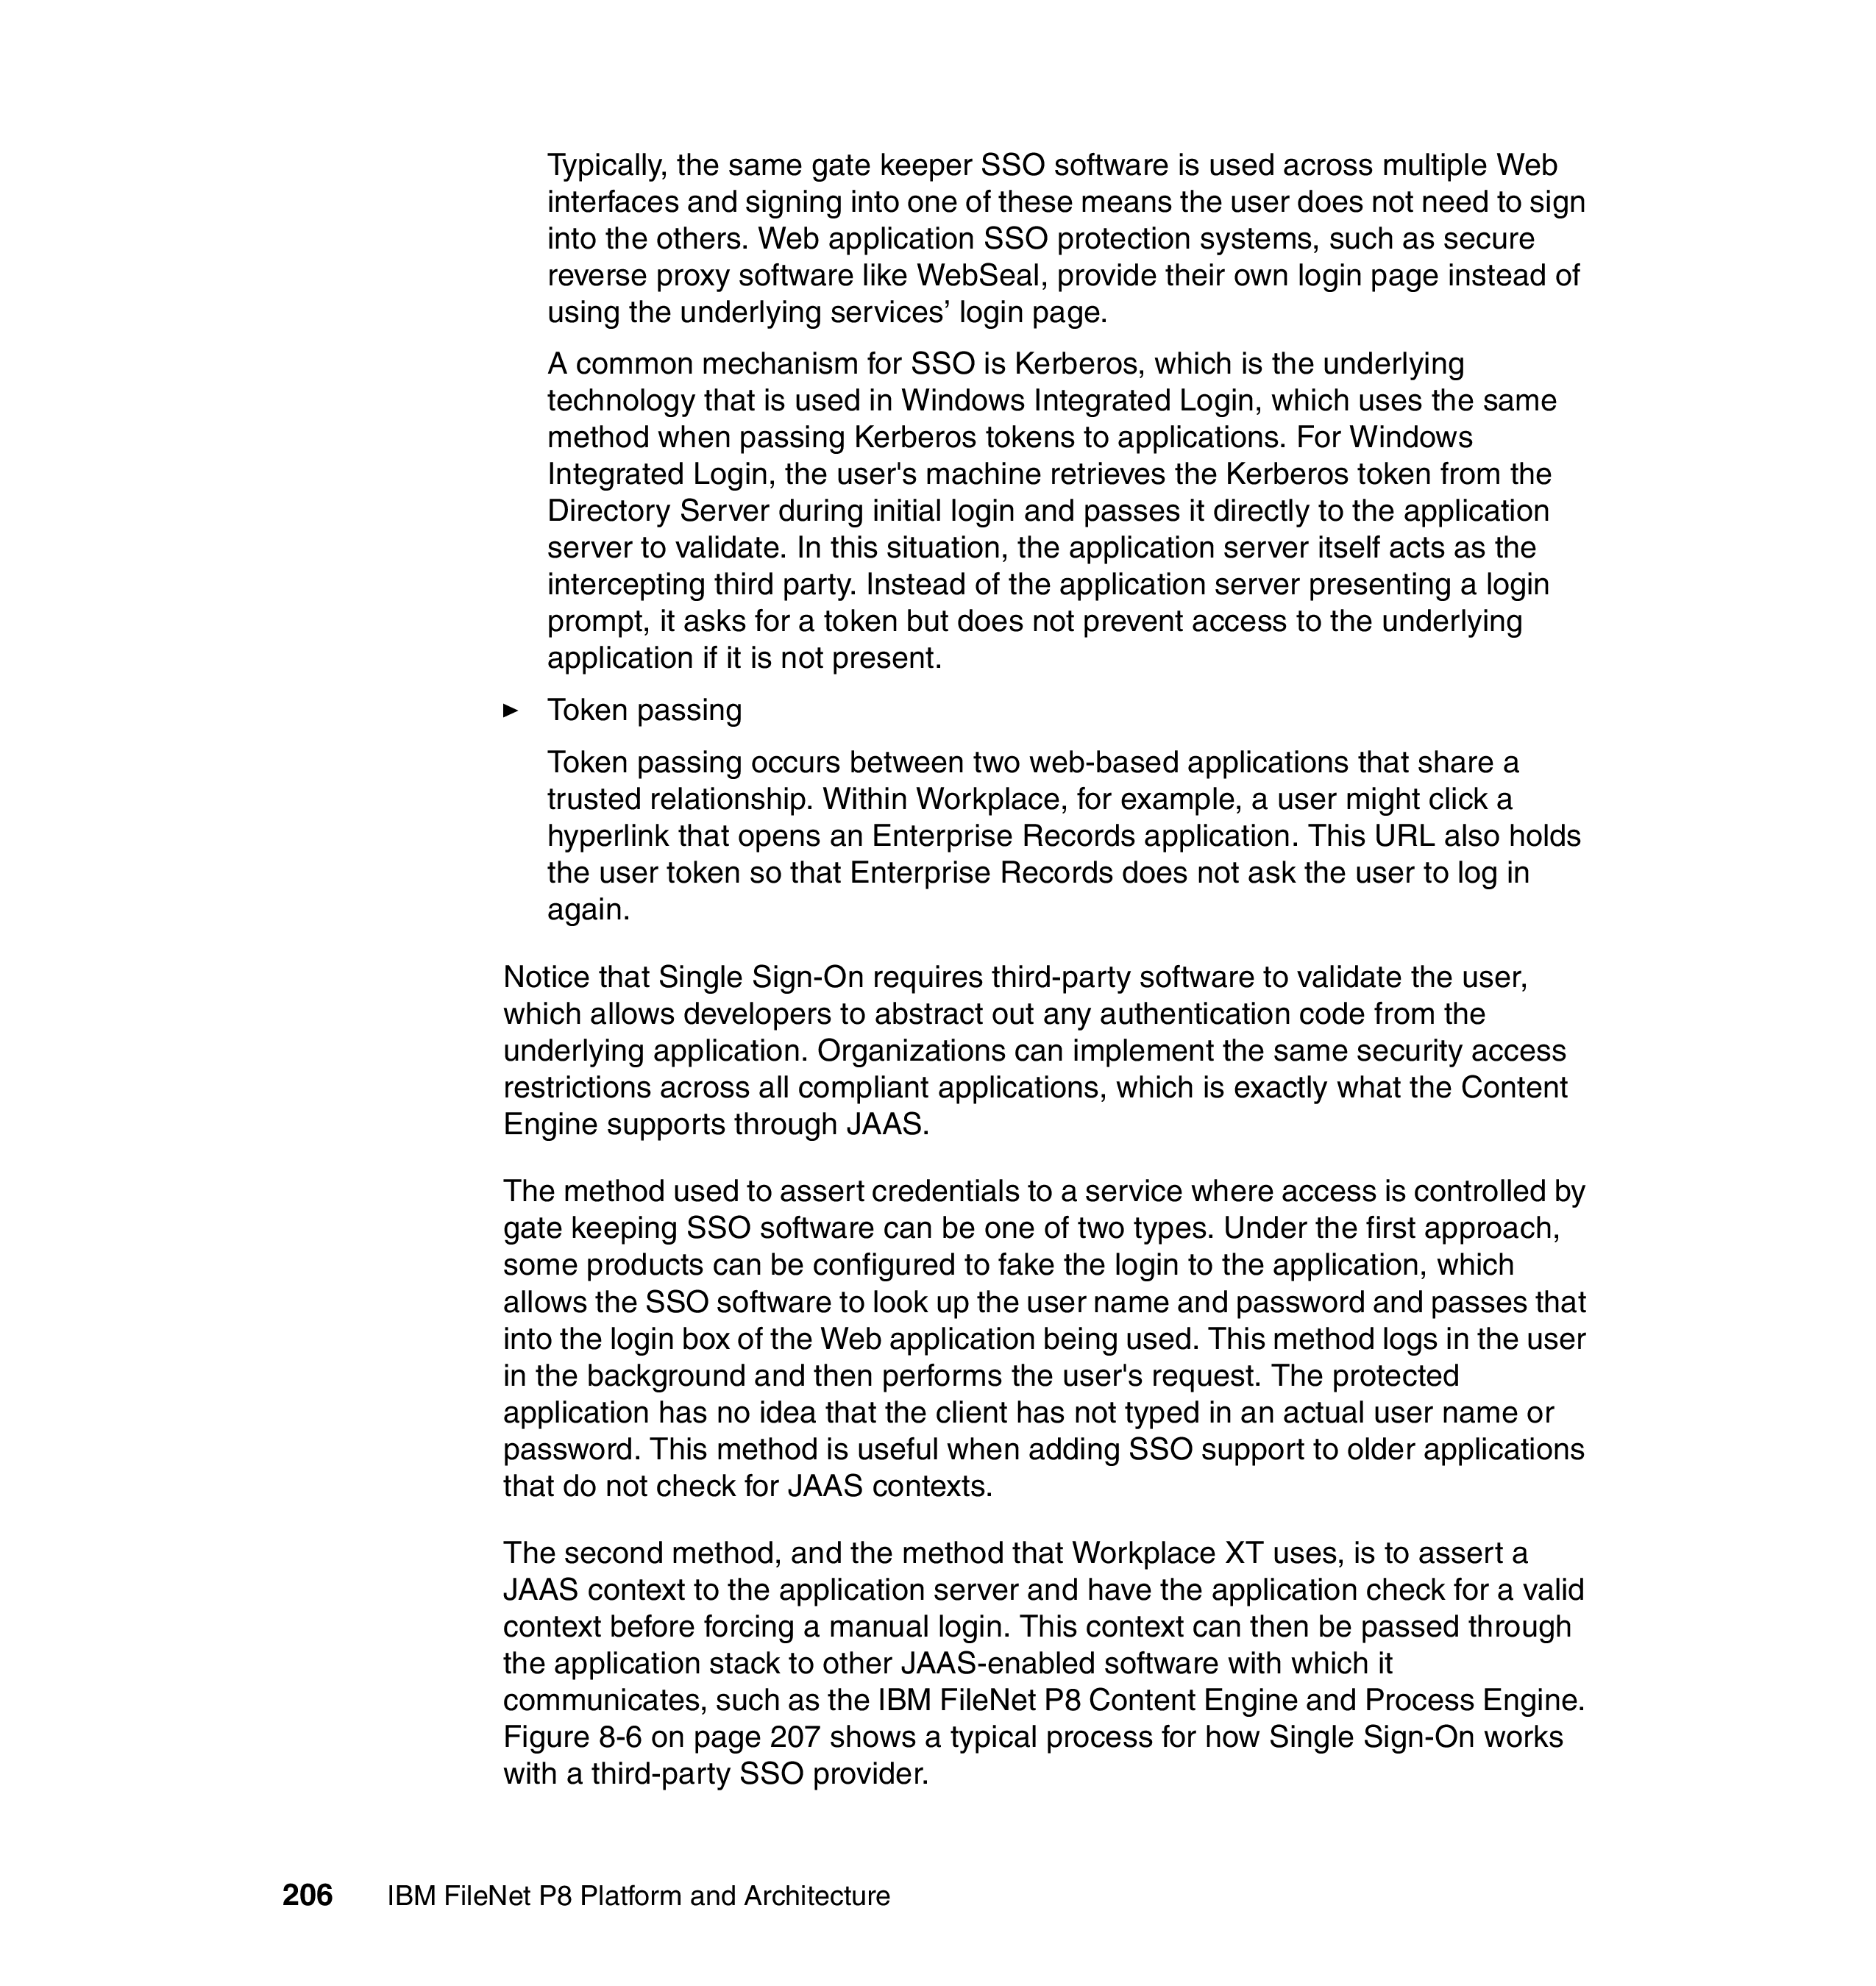 Typically, the same gate keeper SSO software is used across multiple Web
interfaces and signing into one of these means the user does not need to sign
into the others. Web application SSO protection systems, such as secure
reverse proxy software like WebSeal, provide their own login page instead of
using the underlying services’ login page.
A common mechanism for SSO is Kerberos, which is the underlying
technology that is used in Windows Integrated Login, which uses the same
method when passing Kerberos tokens to applications. For Windows
Integrated Login, the user's machine retrieves the Kerberos token from the
Directory Server during initial login and passes it directly to the application
server to validate. In this situation, the application server itself acts as the
intercepting third party. Instead of the application server presenting a login
prompt, it asks for a token but does not prevent access to the underlying
application if it is not present.
► Token passing
Token passing occurs between two web-based applications that share a
trusted relationship. Within Workplace, for example, a user might click a
hyperlink that opens an Enterprise Records application. This URL also holds
the user token so that Enterprise Records does not ask the user to log in
again.
Notice that Single Sign-On requires third-party software to validate the user,
which allows developers to abstract out any authentication code from the
underlying application. Organizations can implement the same security access
restrictions across all compliant applications, which is exactly what the Content
Engine supports through JAAS.
The method used to assert credentials to a service where access is controlled by
gate keeping SSO software can be one of two types. Under the first approach,
some products can be configured to fake the login to the application, which
allows the SSO software to look up the user name and password and passes that
into the login box of the Web application being used. This method logs in the user
in the background and then performs the user's request. The protected
application has no idea that the client has not typed in an actual user name or
password. This method is useful when adding SSO support to older applications
that do not check for JAAS contexts.
The second method, and the method that Workplace XT uses, is to assert a
JAAS context to the application server and have the application check for a valid
context before forcing a manual login. This context can then be passed through
the application stack to other JAAS-enabled software with which it
communicates, such as the IBM FileNet P8 Content Engine and Process Engine.
Figure 8-6 on page 207 shows a typical process for how Single Sign-On works
with a third-party SSO provider.
206 IBM FileNet P8 Platform and Architecture